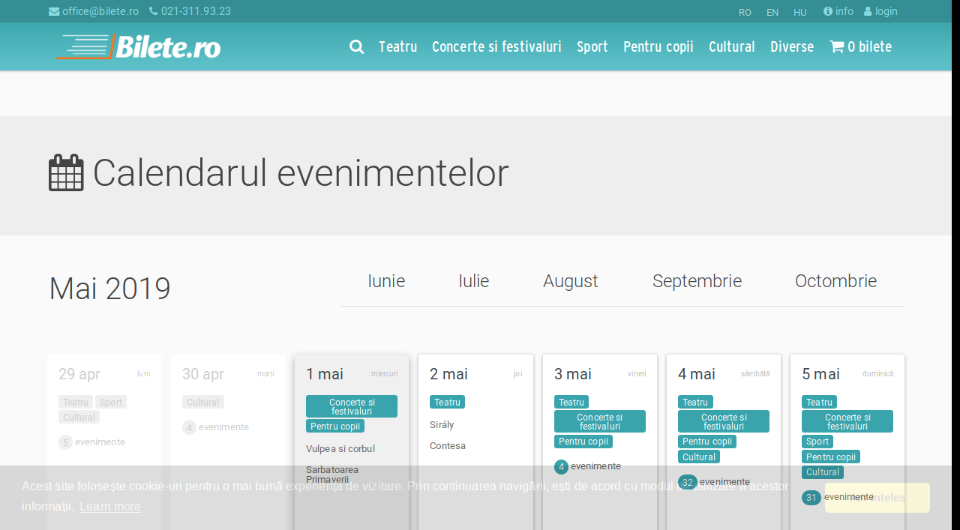 office@bilete.ro 021-311.93.23 RO EN HU info login
Bilete.ro Teatru Concerte si festivaluri Sport Pentru copii Cultural Diverse 0 bilete
Calendarul evenimentelor
Mai 2019 Iunie Iulie August Septembrie Octombrie
29 apr luni
Teatru Sport
Cultural
5 evenimente
30 apr marți
Cultural
4 evenimente
1 mai miercuri
Concerte si
festivaluri
Pentru copii
Vulpea si corbul
Sarbatoarea
Primaverii
2 mai joi
Teatru
Sirály
Contesa
3 mai vineri
Teatru
Concerte si
festivaluri
Pentru copii
4 evenimente
4 mai sâmbătă
Teatru
Concerte si
festivaluri
Pentru copii
Cultural
32 evenimente
5 mai duminică
Teatru
Concerte si
festivaluri
Sport
Pentru copii
Cultural
31 evenimente
Acest site folosește cookie-uri pentru o mai bună experiență de vizitare. Prin continuarea navigării, ești de acord cu modul de utilizare a acestor
informații. Learn more